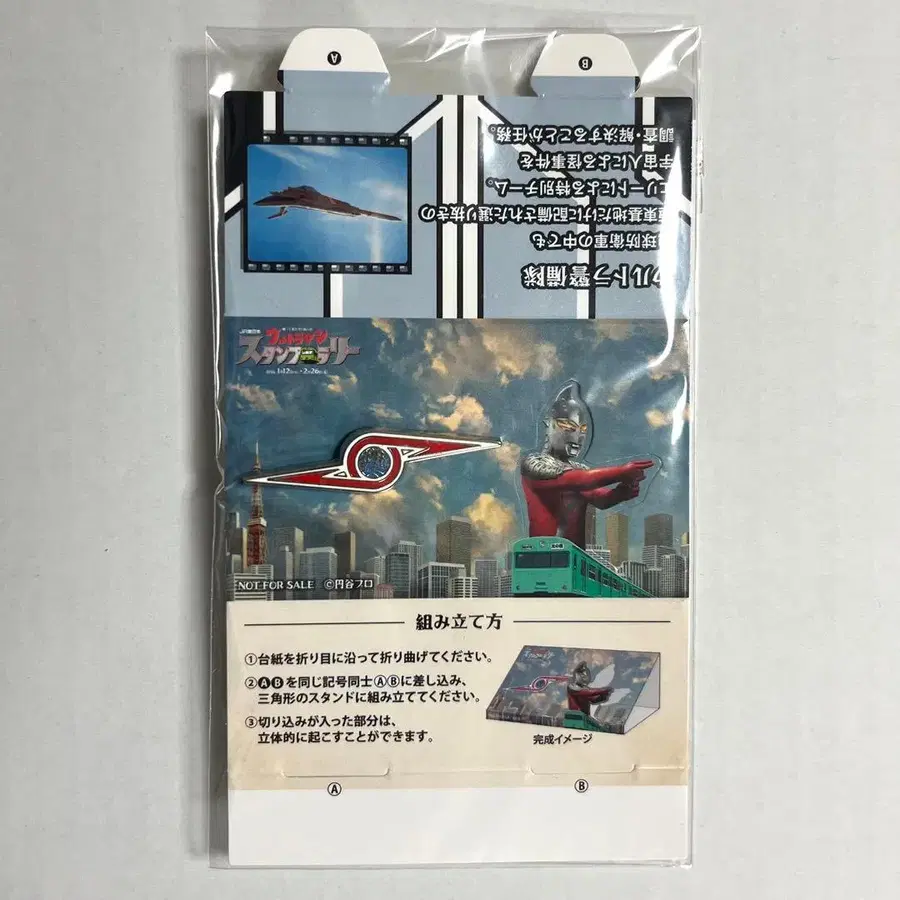 Ⓐ
Ⓑ
ウルトラ警備隊
地球防衛軍の中でも
極東基地だけに配備された選り抜きの
エリートによる特別チーム。
宇宙人による怪事件を
調査・解決することが任務。
JR東日本
ウルトラセブン
スタンプラリー
NOT FOR SALE ©円谷プロ
組み立て方
①台紙を折り目に沿って折り曲げてください。
②🅐🅑を同じ記号同士ⒶⒷに差し込み、
三角形のスタンドに組み立ててください。
③切り込みが入った部分は、
立体的に起こすことができます。
完成イメージ
Ⓐ
Ⓑ